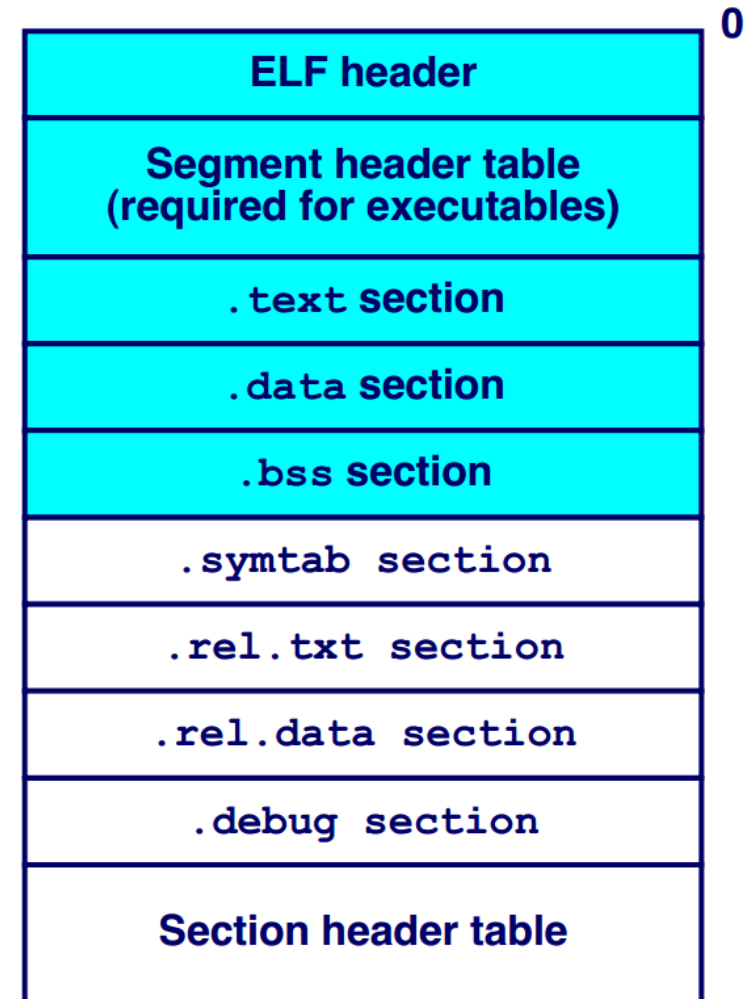 0
ELF header
Segment header table
(required for executables)
.text section
.data section
.bss section
.symtab section
.rel.txt section
.rel.data section
.debug section
Section header table